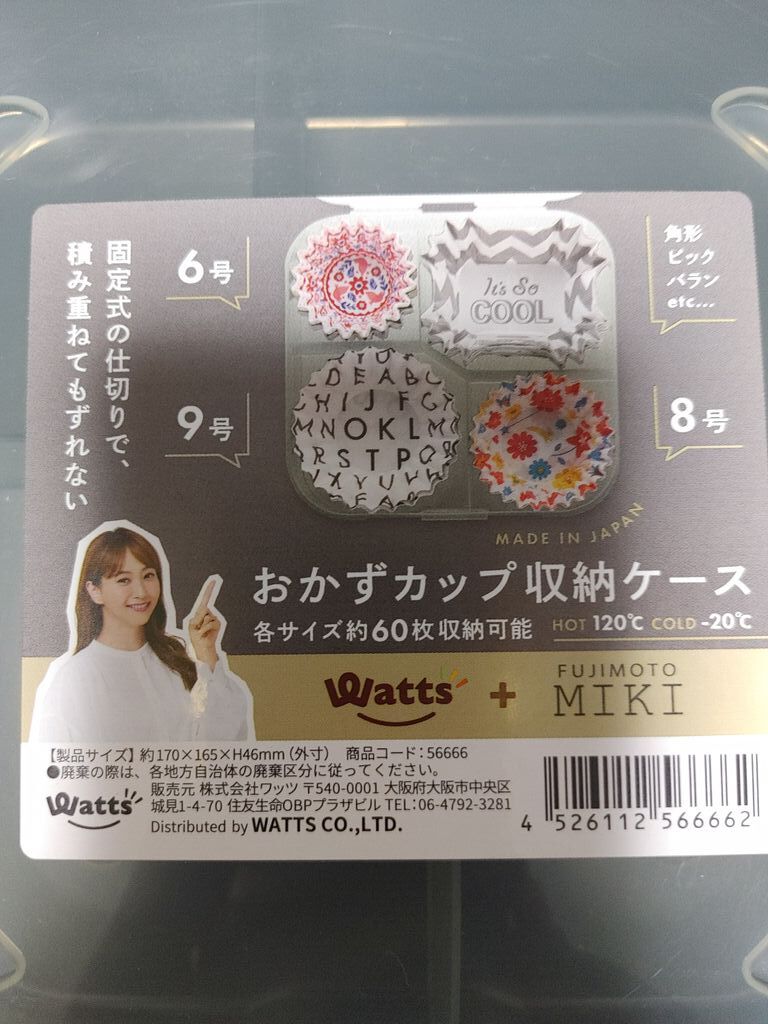 固定式の仕切りで、
積み重ねてもずれない
6号
9号
角形
ピック
バラン
etc...
8号
It's So
COOL
DEABC
HIJFG
MNOKLM
RSTPQ
MADE IN JAPAN
おかずカップ収納ケース
各サイズ約60枚収納可能 HOT 120℃ COLD -20℃
Watts + FUJIMOTO
MIKI
【製品サイズ】約170×165×H46mm（外寸） 商品コード：56666
●廃棄の際は、各地方自治体の廃棄区分に従ってください。
Watts
販売元 株式会社ワッツ 〒540-0001 大阪府大阪市中央区
城見1-4-70 住友生命OBPプラザビル TEL：06-4792-3281
Distributed by WATTS CO.,LTD.
4 526112 566662